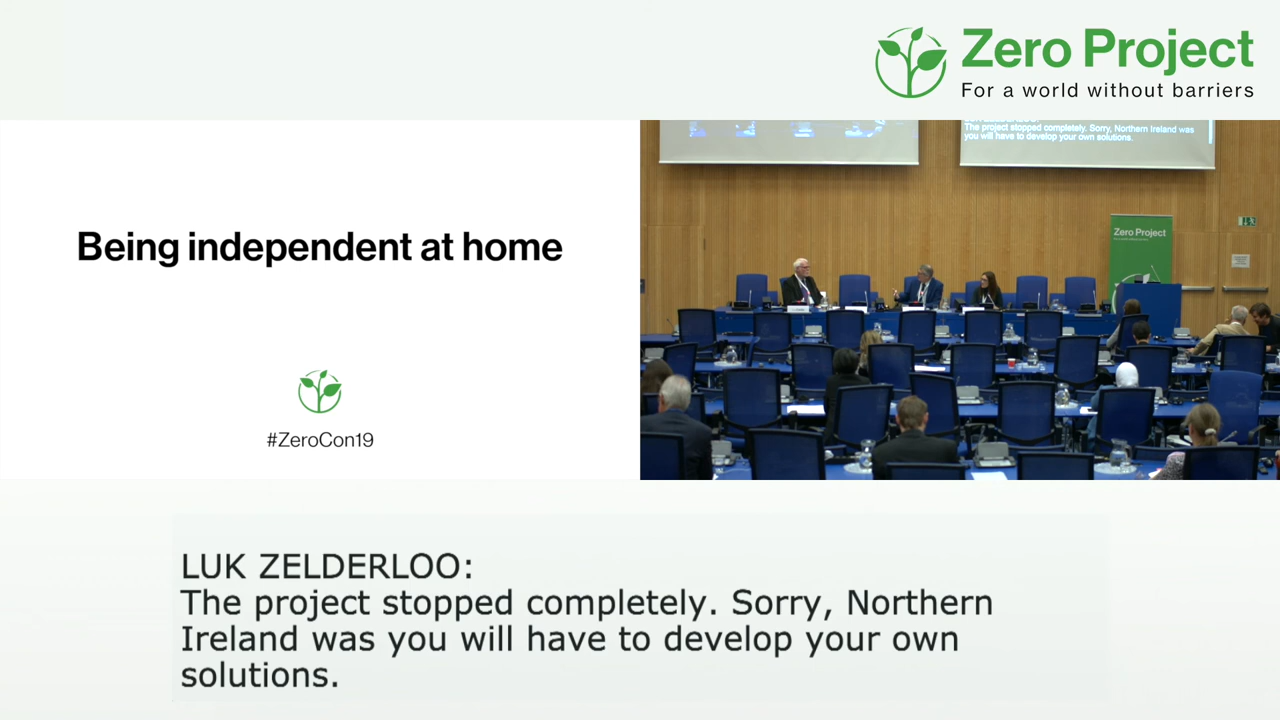 Zero Project
For a world without barriers
Being independent at home
#ZeroCon19
The project stopped completely. Sorry, Northern Ireland was
you will have to develop your own solutions.
Zero Project
LUK ZELDERLOO:
The project stopped completely. Sorry, Northern
Ireland was you will have to develop your own
solutions.